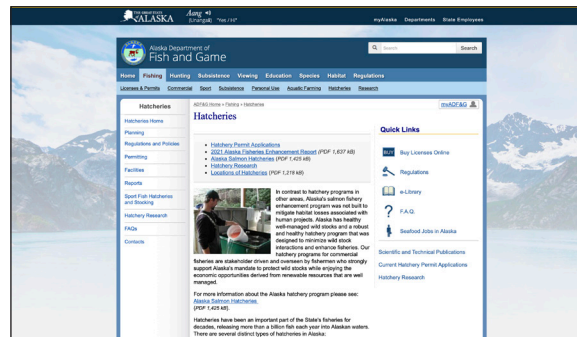 THE GREAT STATE
of ALASKA
Aang
(Unangax̂) "Yes / Hi"
myAlaska Departments State Employees
Alaska Department of
Fish and Game
Search
Search
Home Fishing Hunting Subsistence Viewing Education Species Habitat Regulations
Licenses & Permits Commercial Sport Subsistence Personal Use Aquatic Farming Hatcheries Research
Hatcheries
Hatcheries Home
Planning
Regulations and Policies
Permitting
Facilities
Reports
Sport Fish Hatcheries
and Stocking
Hatchery Research
FAQs
Contacts
ADF&G Home » Fishing » Hatcheries
myADF&G
Hatcheries
Hatchery Permit Applications
2021 Alaska Fisheries Enhancement Report (PDF 1,637 kB)
Alaska Salmon Hatcheries (PDF 1,425 kB)
Hatchery Research
Locations of Hatcheries (PDF 1,219 kB)
In contrast to hatchery programs in
other areas, Alaska's salmon fishery
enhancement program was not built to
mitigate habitat losses associated with
human projects. Alaska has healthy
well-managed wild stocks and a robust
and healthy hatchery program that was
designed to minimize wild stock
interactions and enhance fisheries. Our
hatchery programs for commercial
fisheries are stakeholder driven and overseen by fishermen who strongly
support Alaska's mandate to protect wild stocks while enjoying the
economic opportunities derived from renewable resources that are well
managed.
For more information about the Alaska hatchery program please see:
Alaska Salmon Hatcheries
(PDF 1,425 kB).
Hatcheries have been an important part of the State's fisheries for
decades, releasing more than a billion fish each year into Alaskan waters.
There are several distinct types of hatcheries in Alaska:
Quick Links
BUY Buy Licenses Online
Regulations
e-Library
? F.A.Q.
Seafood Jobs in Alaska
Scientific and Technical Publications
Current Hatchery Permit Applications
Hatchery Research